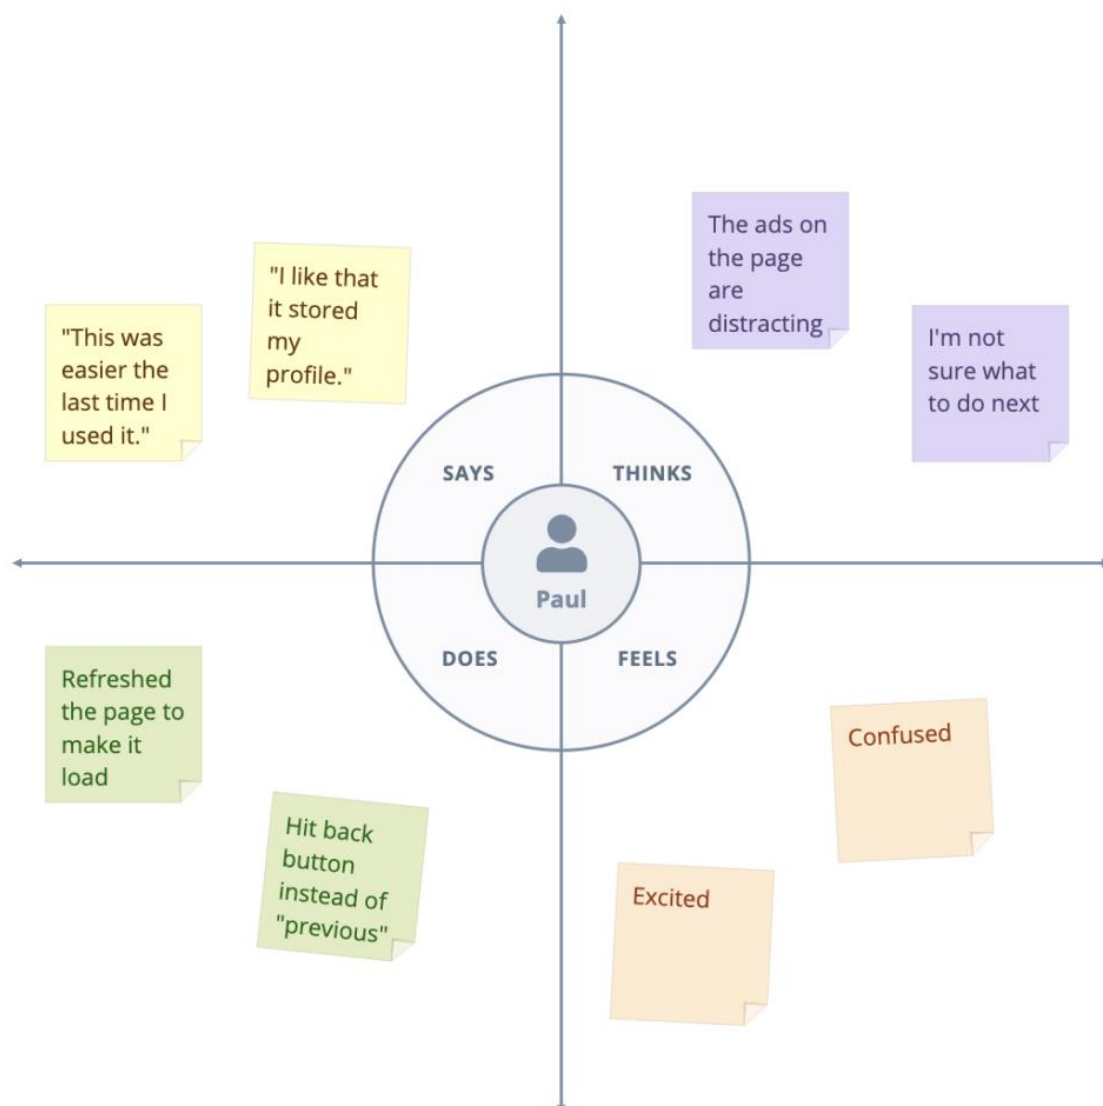 "This was
easier the
last time I
used it."
"I like that
it stored
my
profile."
The ads on
the page
are
distracting
I'm not
sure what
to do next
SAYS
THINKS
Paul
DOES
FEELS
Refreshed
the page to
make it
load
Hit back
button
instead of
"previous"
Excited
Confused